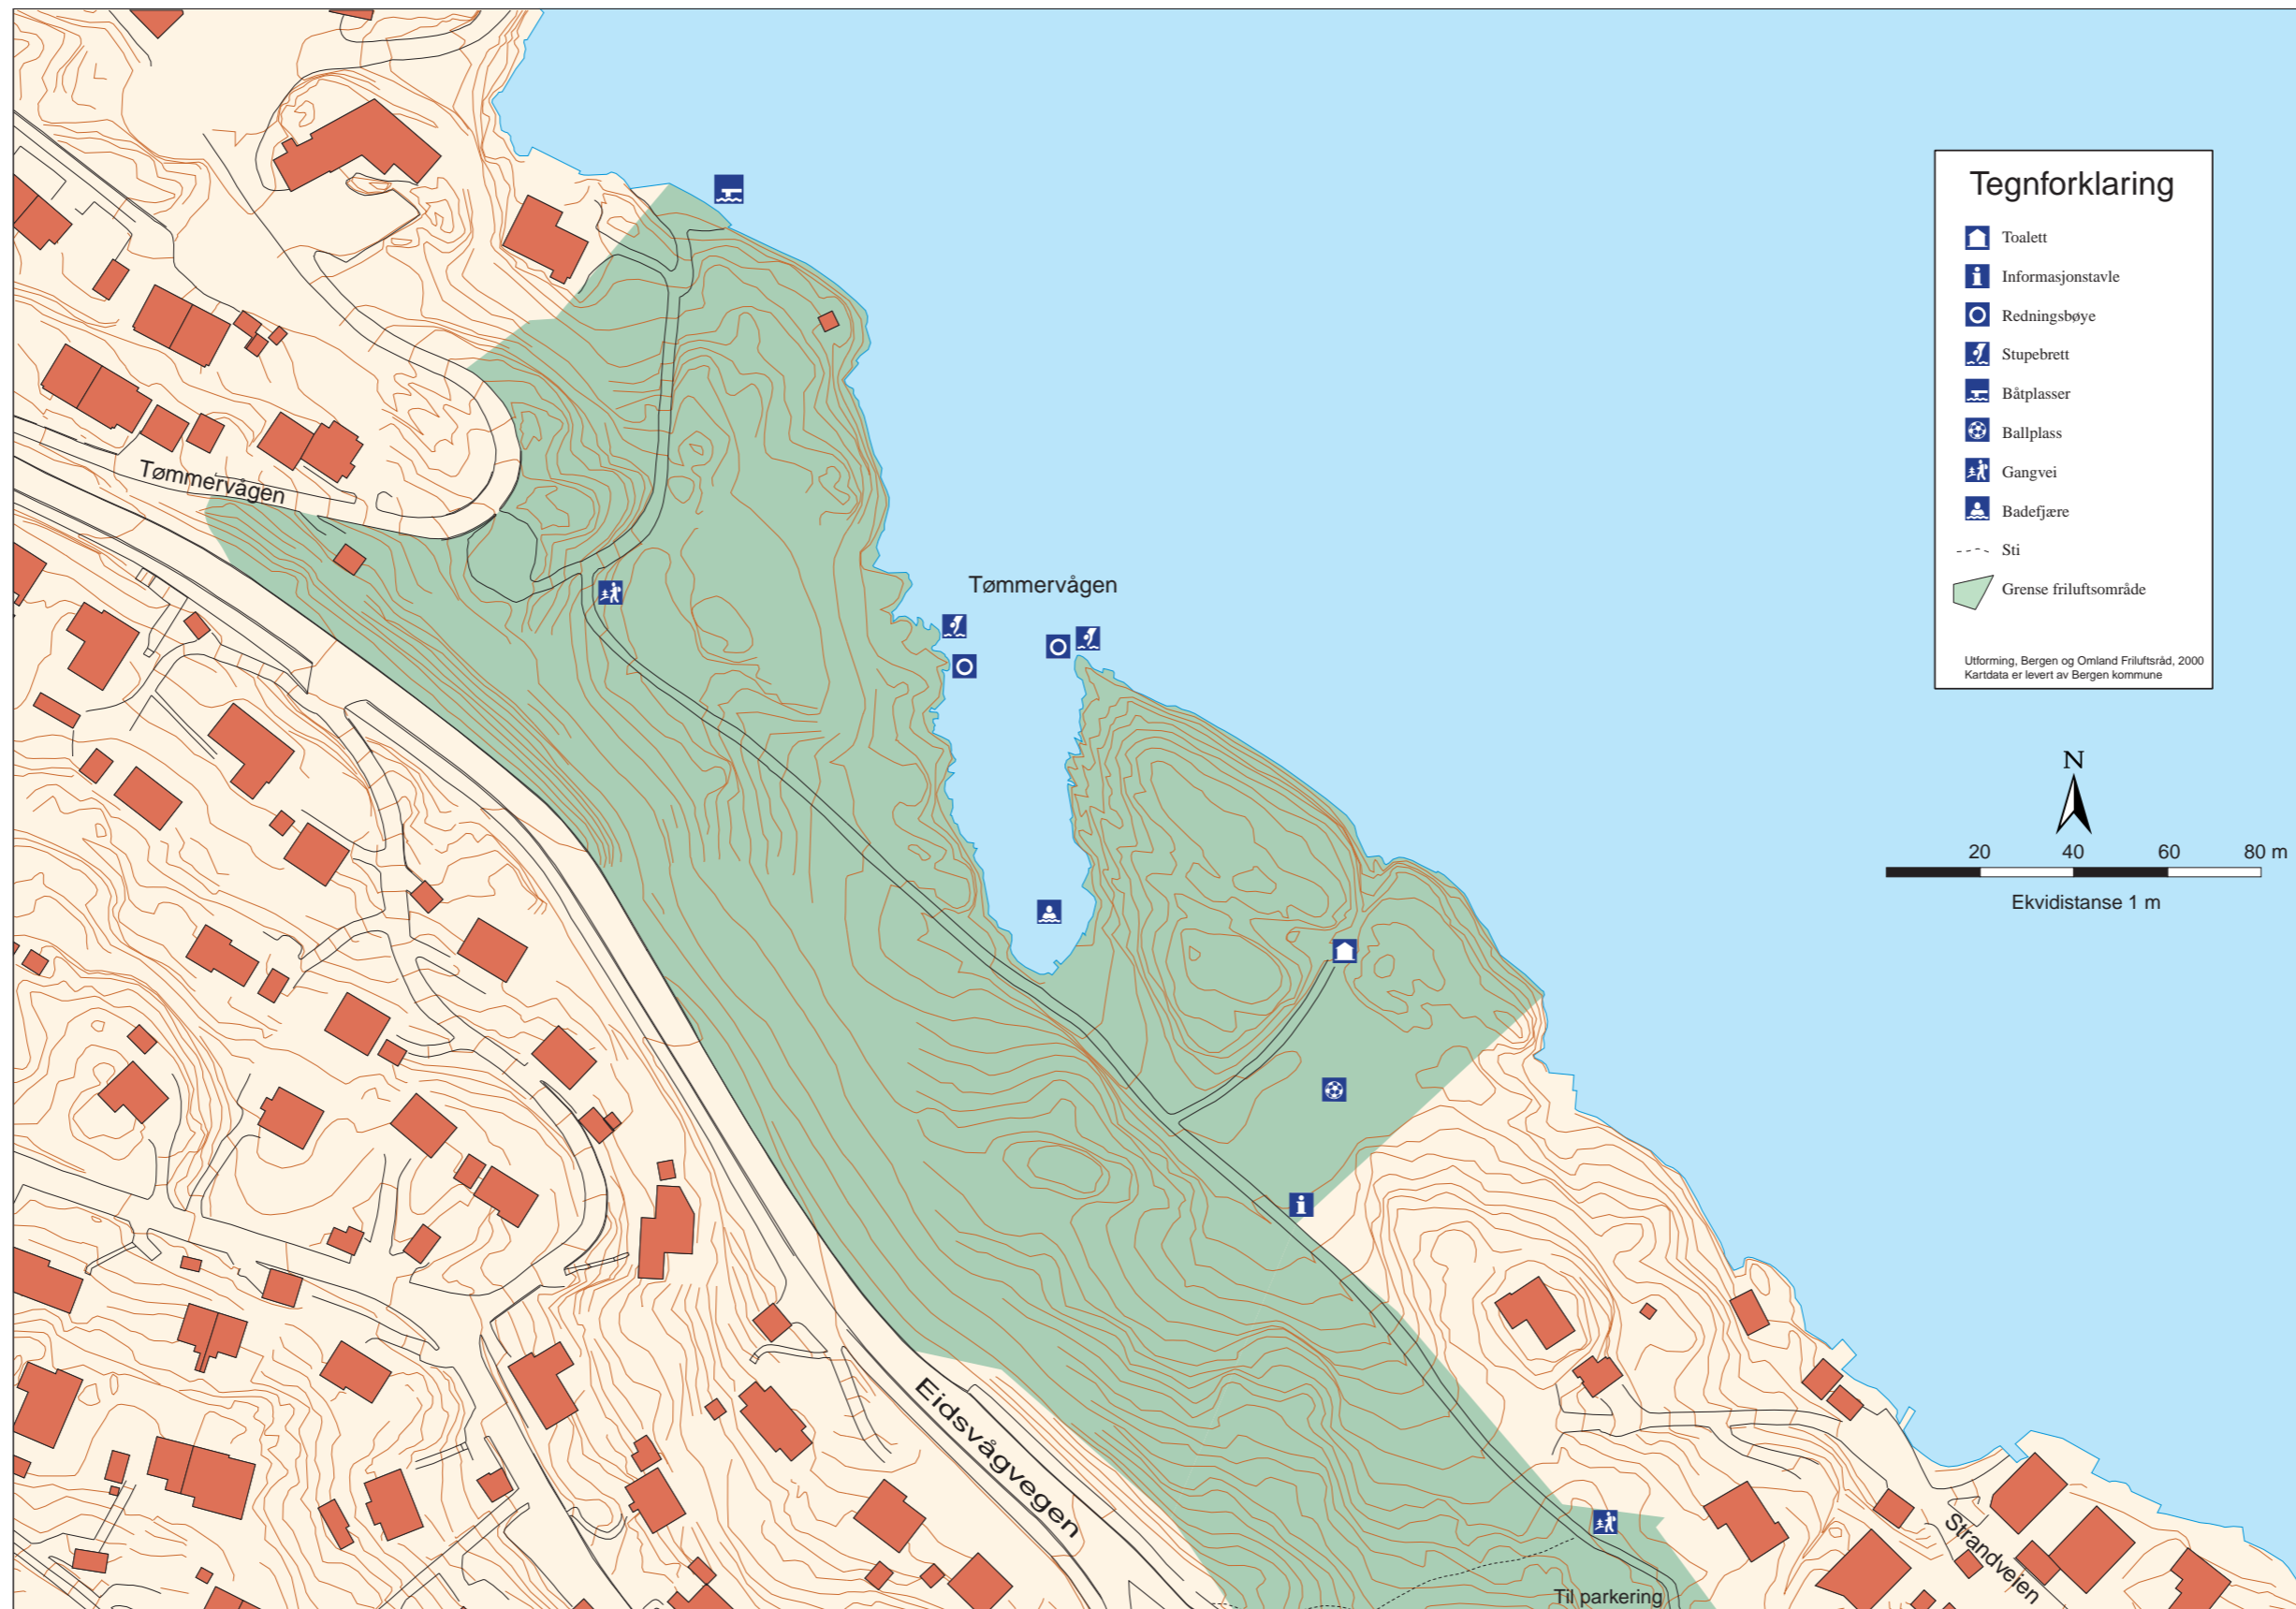 Tegnforklaring
Toalett
Informasjonstavle
Redningsbøye
Stupebrett
Båtplasser
Ballplass
Gangvei
Badefjære
Sti
Grense friluftsområde
Utforming, Bergen og Omland Friluftsråd, 2000
Kartdata er levert av Bergen kommune
Tømmervågen
Tømmervågen
N
20 40 60 80 m
Ekvidistanse 1 m
Eidsvågvegen
Strandveien
Til parkering